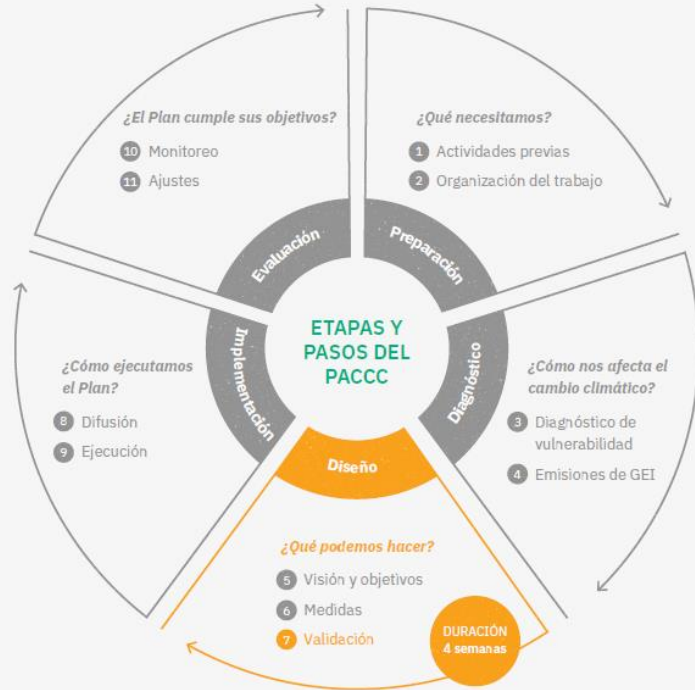 ¿El Plan cumple sus objetivos?
10 Monitoreo
11 Ajustes
¿Qué necesitamos?
1 Actividades previas
2 Organización del trabajo
Evaluación
Preparación
ETAPAS Y
PASOS DEL
PACCC
Implementación
Diagnóstico
¿Cómo ejecutamos
el Plan?
8 Difusión
9 Ejecución
¿Cómo nos afecta el
cambio climático?
3 Diagnóstico de
vulnerabilidad
4 Emisiones de GEI
Diseño
¿Qué podemos hacer?
5 Visión y objetivos
6 Medidas
7 Validación
DURACIÓN
4 semanas